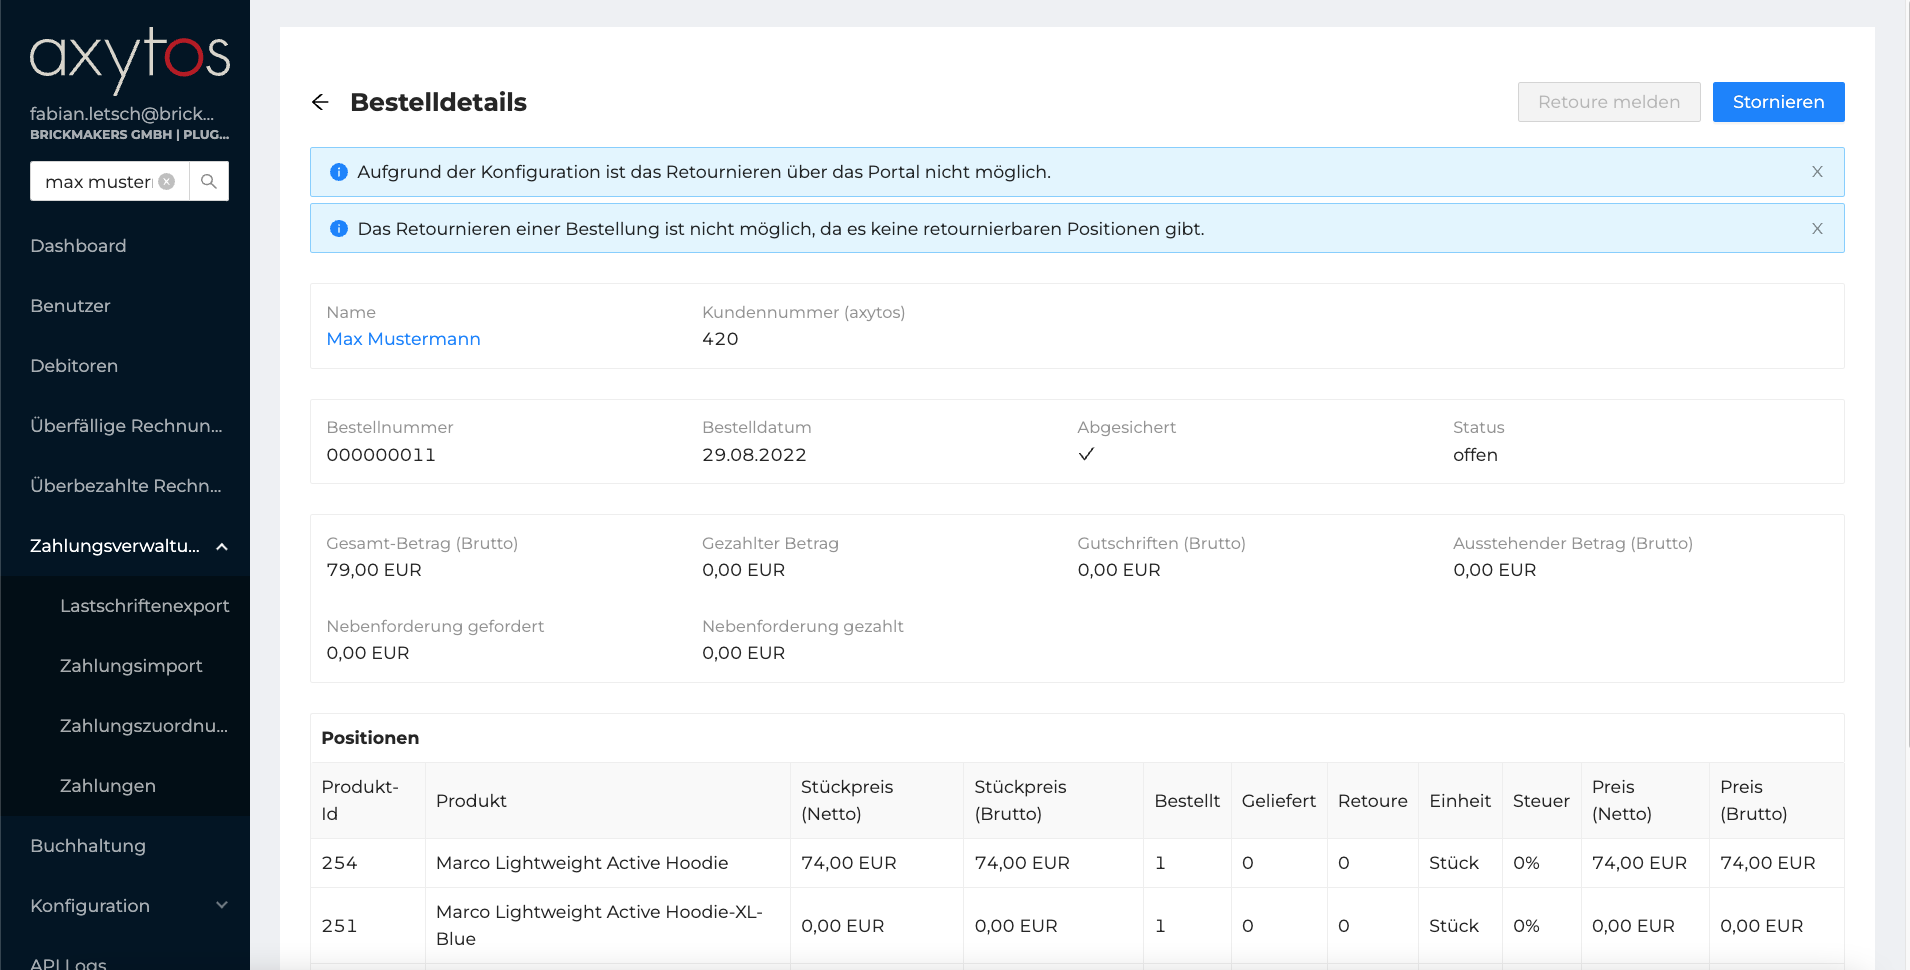 axytos
fabian.letsch@brick...
BRICKMAKERS GMBH | PLUG...
max muster
Dashboard
Benutzer
Debitoren
Überfällige Rechnun...
Überbezahlte Rechn...
Zahlungsverwaltu...
Lastschriftenexport
Zahlungsimport
Zahlungszuordnu...
Zahlungen
Buchhaltung
Konfiguration
API Logs
Bestelldetails
Retoure melden
Stornieren
Aufgrund der Konfiguration ist das Retournieren über das Portal nicht möglich.
X
Das Retournieren einer Bestellung ist nicht möglich, da es keine retournierbaren Positionen gibt.
X
Name
Kundennummer (axytos)
Max Mustermann
420
Bestellnummer
Bestelldatum
Abgesichert
Status
000000011
29.08.2022
offen
Gesamt-Betrag (Brutto)
Gezahlter Betrag
Gutschriften (Brutto)
Ausstehender Betrag (Brutto)
79,00 EUR
0,00 EUR
0,00 EUR
0,00 EUR
Nebenforderung gefordert
Nebenforderung gezahlt
0,00 EUR
0,00 EUR
Positionen
Produkt-
Id
Produkt
Stückpreis
(Netto)
Stückpreis
(Brutto)
Bestellt
Geliefert
Retoure
Einheit
Steuer
Preis
(Netto)
Preis
(Brutto)
254
Marco Lightweight Active Hoodie
74,00 EUR
74,00 EUR
1
0
0
Stück
0%
74,00 EUR
74,00 EUR
251
Marco Lightweight Active Hoodie-XL-
Blue
0,00 EUR
0,00 EUR
1
0
0
Stück
0%
0,00 EUR
0,00 EUR